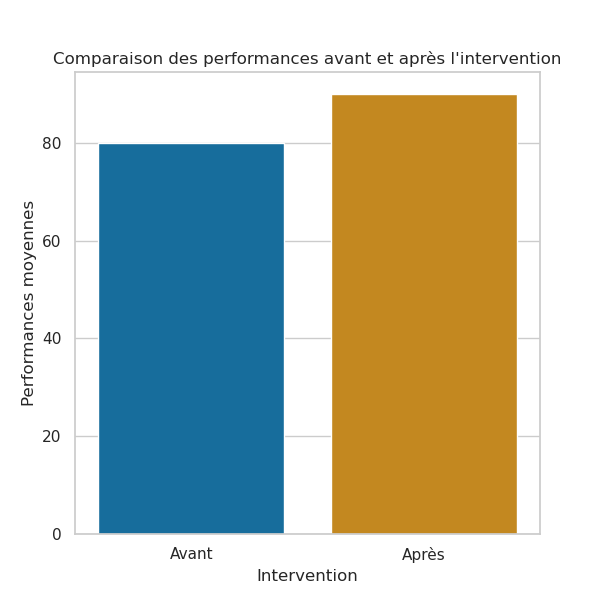 Comparaison des performances avant et après l'intervention
Performances moyennes
80
60
40
20
0
Avant
Après
Intervention